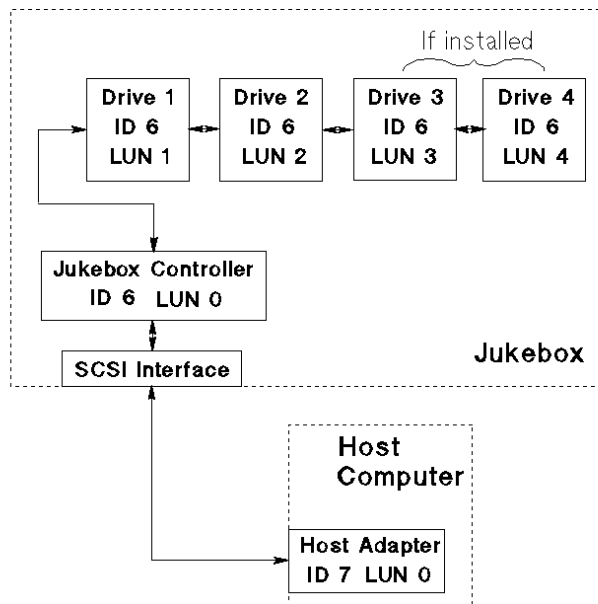 If installed
Drive 1
ID 6
LUN 1
Drive 2
ID 6
LUN 2
Drive 3
ID 6
LUN 3
Drive 4
ID 6
LUN 4
Jukebox Controller
ID 6 LUN 0
SCSI Interface
Jukebox
Host
Computer
Host Adapter
ID 7 LUN 0